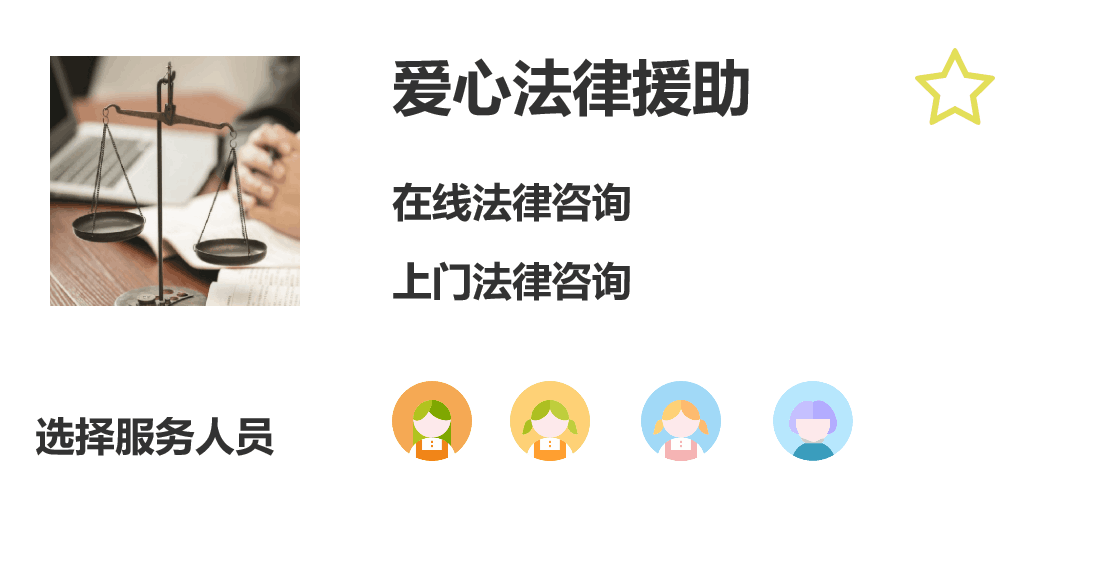 爱心法律援助
在线法律咨询
上门法律咨询
选择服务人员